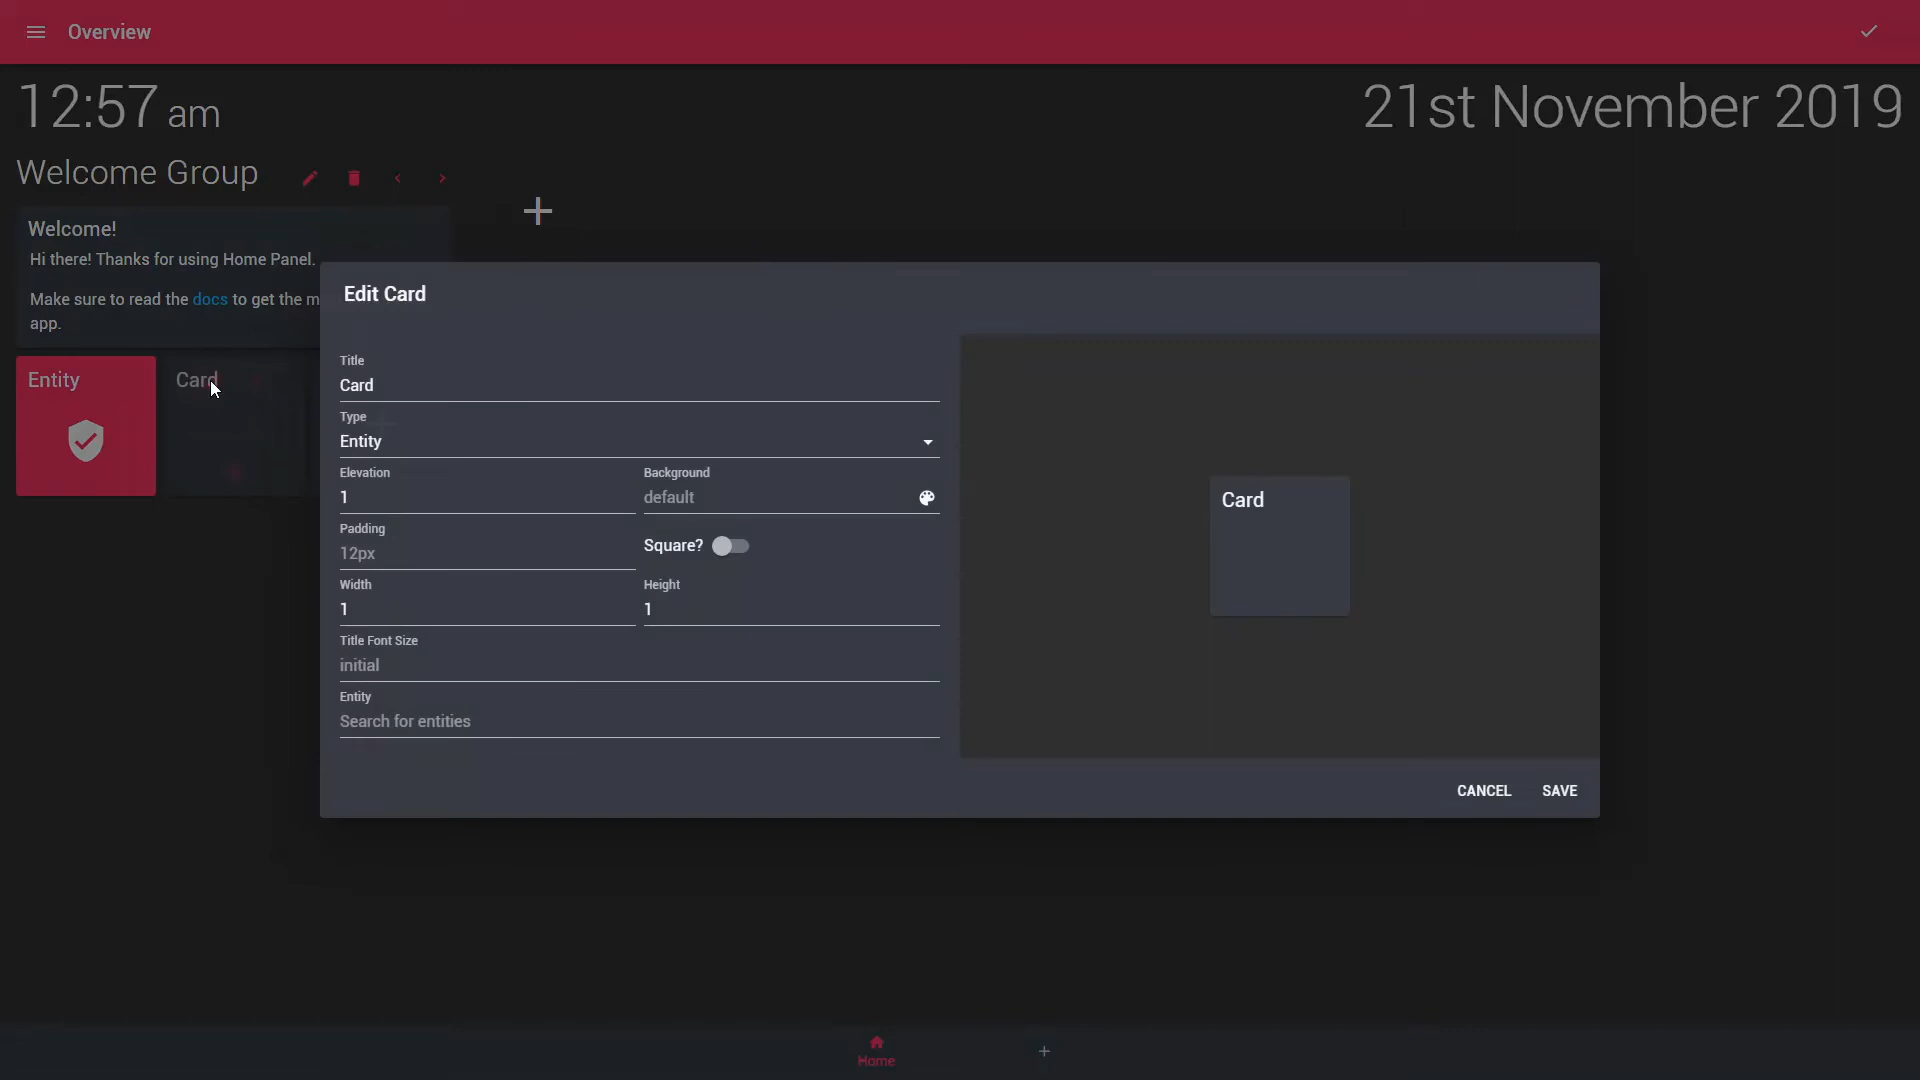 Overview
12:57 am
21st November 2019
Welcome Group
Welcome!
Hi there! Thanks for using Home Panel.
Make sure to read the docs to get the m
app.
Entity
Card
Edit Card
Title
Card
Type
Entity
Elevation
1
Background
default
Padding
12px
Square?
Width
1
Height
1
Title Font Size
initial
Entity
Search for entities
Card
CANCEL
SAVE
Home